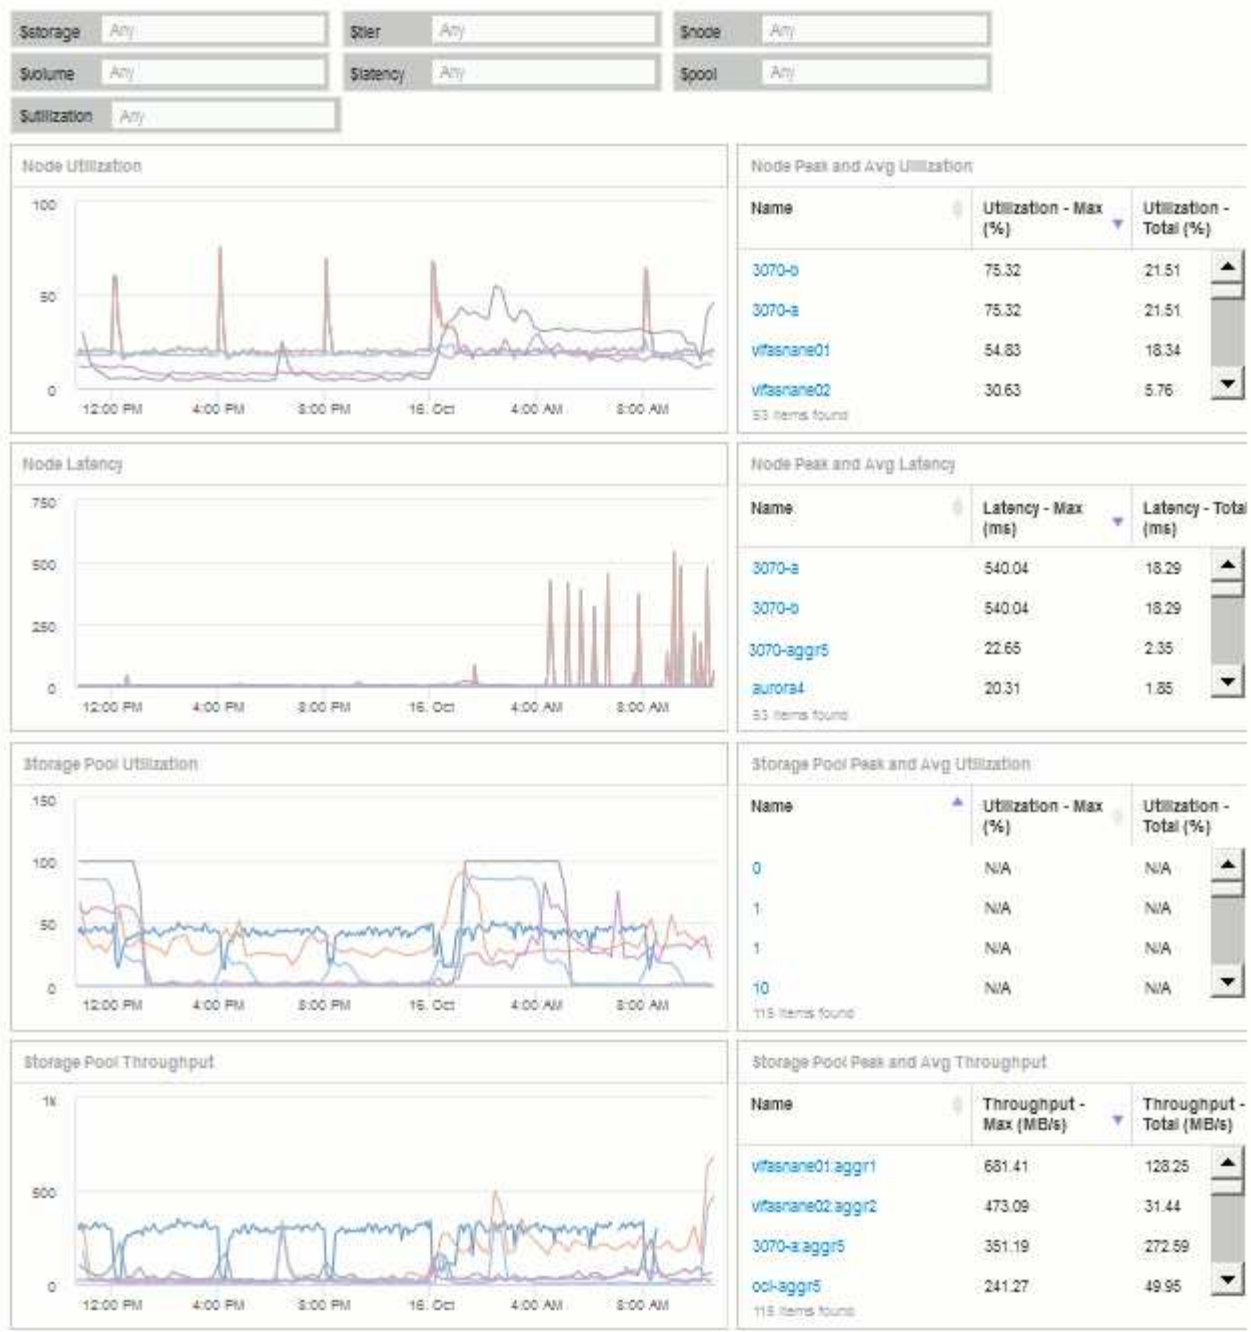 $storage Any $tier Any $node Any
$volume Any $latency Any $pool Any
$utilization Any
Node Utilization
100
50
0
12:00 PM 4:00 PM 8:00 PM 16. Oct 4:00 AM 8:00 AM
Node Peak and Avg Utilization
Name Utilization - Max (%) Utilization - Total (%)
3070-b 75.32 21.51
3070-a 75.32 21.51
vifasnane01 54.83 18.34
vifasnane02 30.63 5.76
53 items found
Node Latency
750
500
250
0
12:00 PM 4:00 PM 8:00 PM 16. Oct 4:00 AM 8:00 AM
Node Peak and Avg Latency
Name Latency - Max (ms) Latency - Total (ms)
3070-a 540.04 18.29
3070-b 540.04 18.29
3070-aggr5 22.65 2.35
aurora4 20.31 1.85
53 items found
Storage Pool Utilization
150
100
50
0
12:00 PM 4:00 PM 8:00 PM 16. Oct 4:00 AM 8:00 AM
Storage Pool Peak and Avg Utilization
Name Utilization - Max (%) Utilization - Total (%)
0 N/A N/A
1 N/A N/A
1 N/A N/A
10 N/A N/A
115 items found
Storage Pool Throughput
1k
500
0
12:00 PM 4:00 PM 8:00 PM 16. Oct 4:00 AM 8:00 AM
Storage Pool Peak and Avg Throughput
Name Throughput - Max (MB/s) Throughput - Total (MB/s)
vifasnane01:aggr1 681.41 128.25
vifasnane02:aggr2 473.09 31.44
3070-a:aggr5 351.19 272.59
oci-aggr5 241.27 49.95
115 items found